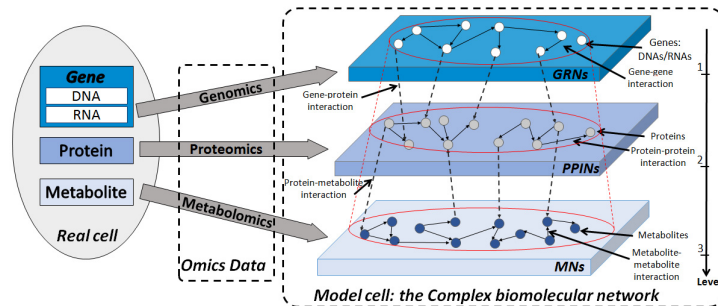 Gene
DNA
RNA
Protein
Metabolite
Real cell
Genomics
Proteomics
Metabolomics
Omics Data
Genes:
DNAs/RNAs
Gene-gene
interaction
GRNs
Gene-protein
interaction
1
Proteins
Protein-protein
interaction
PPINs
2
Protein-metabolite
interaction
Metabolites
Metabolite-
metabolite
interaction
MNs
3
Level
Model cell: the Complex biomolecular network